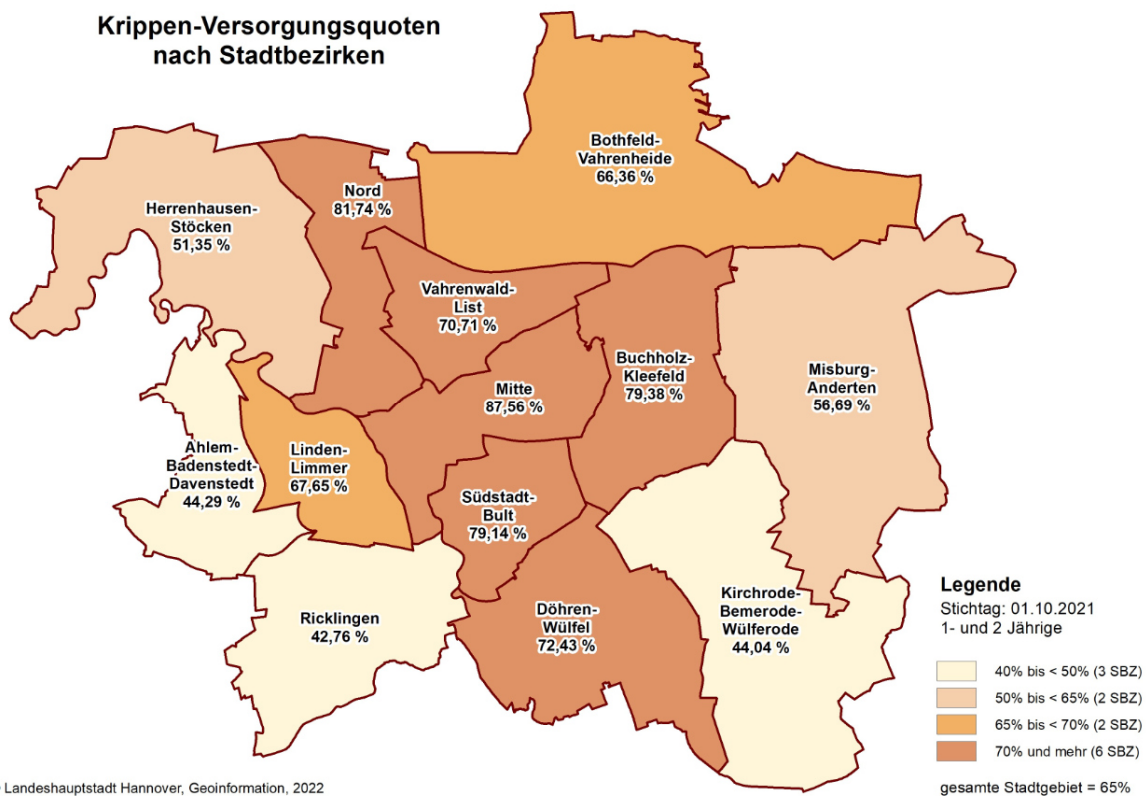 Krippen-Versorgungsquoten
nach Stadtbezirken
Bothfeld-
Vahrenheide
66,36 %
Nord
81,74 %
Herrenhausen-
Stöcken
51,35 %
Vahrenwald-
List
70,71 %
Buchholz-
Kleefeld
79,38 %
Misburg-
Anderten
56,69 %
Mitte
87,56 %
Ahlem-
Badenstedt-
Davenstedt
44,29 %
Linden-
Limmer
67,65 %
Südstadt-
Bult
79,14 %
Ricklingen
42,76 %
Döhren-
Wülfel
72,43 %
Kirchrode-
Bemerode-
Wülferode
44,04 %
Legende
Stichtag: 01.10.2021
1- und 2 Jährige
40% bis < 50% (3 SBZ)
50% bis < 65% (2 SBZ)
65% bis < 70% (2 SBZ)
70% und mehr (6 SBZ)
gesamte Stadtgebiet = 65%
Landeshauptstadt Hannover, Geoinformation, 2022